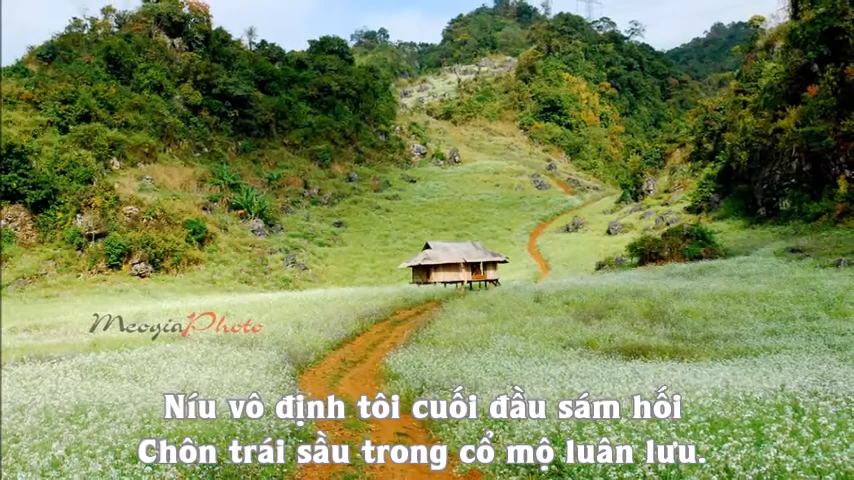 MeogiaPhoto
Níu vô định tôi cuối đầu sám hối
Chôn trái sầu trong cổ mộ luân lưu.